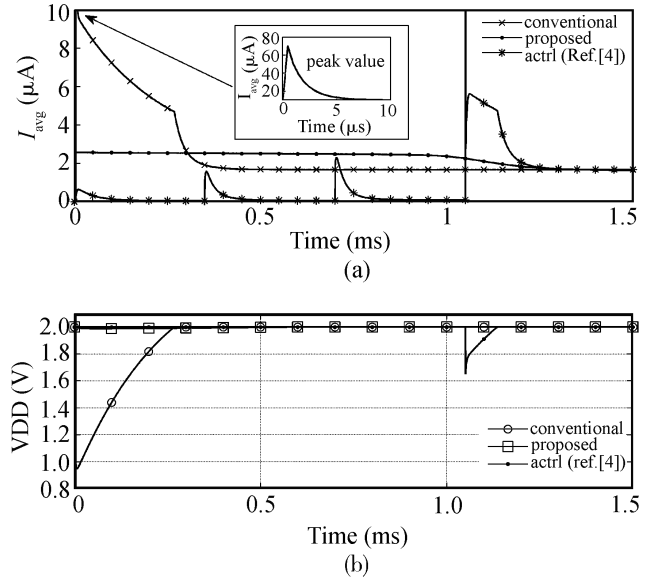 10
8
6
4
2
0
I avg (μA)
conventional
proposed
actrl (Ref.[4])
80
60
40
20
I avg (μA)
peak value
0
5
10
Time (μs)
0
0.5
1
1.5
Time (ms)
(a)
2.0
1.8
1.6
1.4
1.2
1.0
0.8
VDD (V)
conventional
proposed
actrl (ref.[4])
0
0.5
1.0
1.5
Time (ms)
(b)